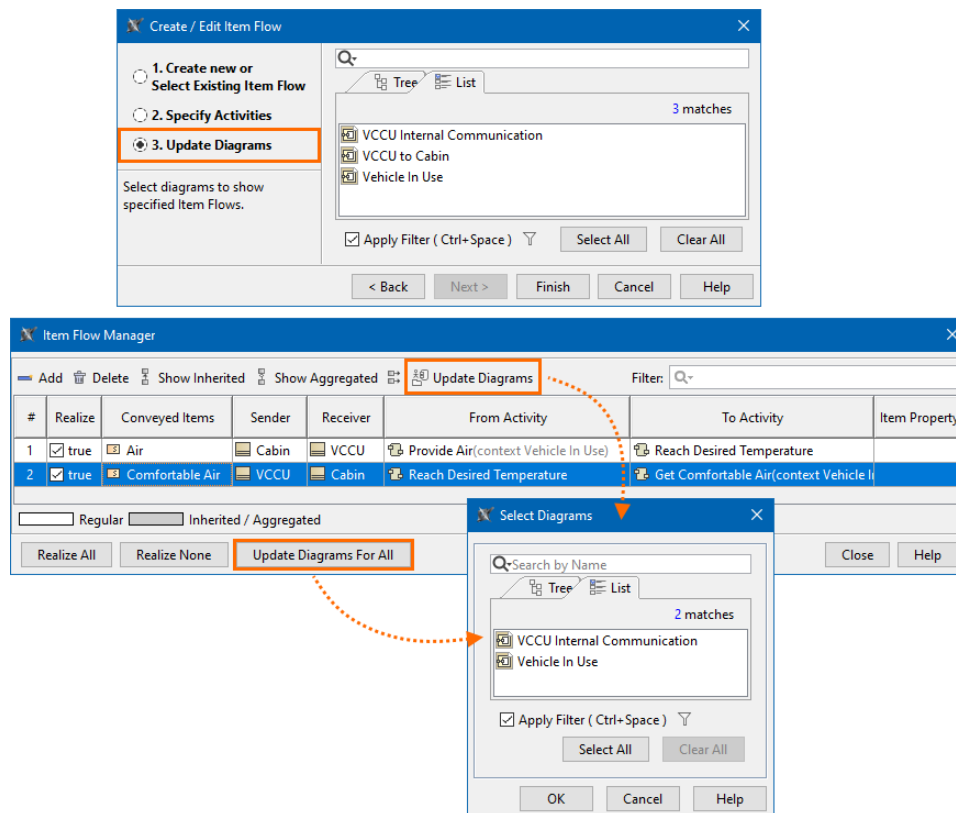 Create / Edit Item Flow
1. Create new or
Select Existing Item Flow
2. Specify Activities
3. Update Diagrams
Select diagrams to show
specified Item Flows.
Tree List
3 matches
VCCU Internal Communication
VCCU to Cabin
Vehicle In Use
Apply Filter ( Ctrl+Space ) Select All Clear All
< Back Next > Finish Cancel Help
Item Flow Manager
Add Delete Show Inherited Show Aggregated Update Diagrams Filter:
# Realize Conveyed Items Sender Receiver From Activity To Activity Item Property
1 true Air Cabin VCCU Provide Air(context Vehicle In Use) Reach Desired Temperature
2 true Comfortable Air VCCU Cabin Reach Desired Temperature Get Comfortable Air(context Vehicle I
Regular Inherited / Aggregated
Realize All Realize None Update Diagrams For All Close Help
Select Diagrams
Search by Name
Tree List
2 matches
VCCU Internal Communication
Vehicle In Use
Apply Filter ( Ctrl+Space )
Select All Clear All
OK Cancel Help